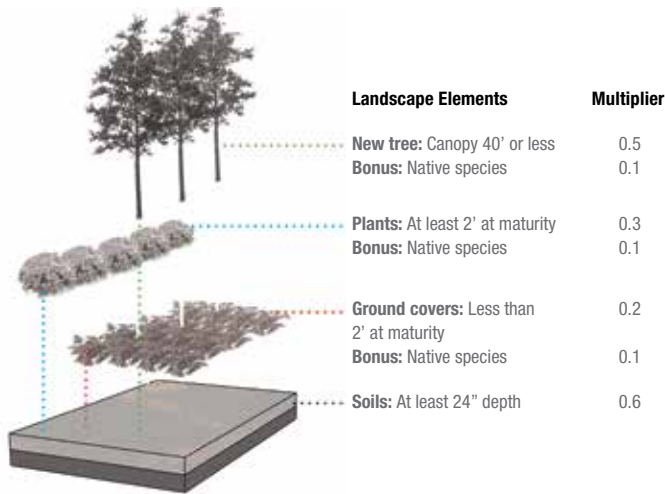 Landscape Elements Multiplier
New tree: Canopy 40' or less 0.5
Bonus: Native species 0.1
Plants: At least 2' at maturity 0.3
Bonus: Native species 0.1
Ground covers: Less than 0.2
2' at maturity
Bonus: Native species 0.1
Soils: At least 24” depth 0.6